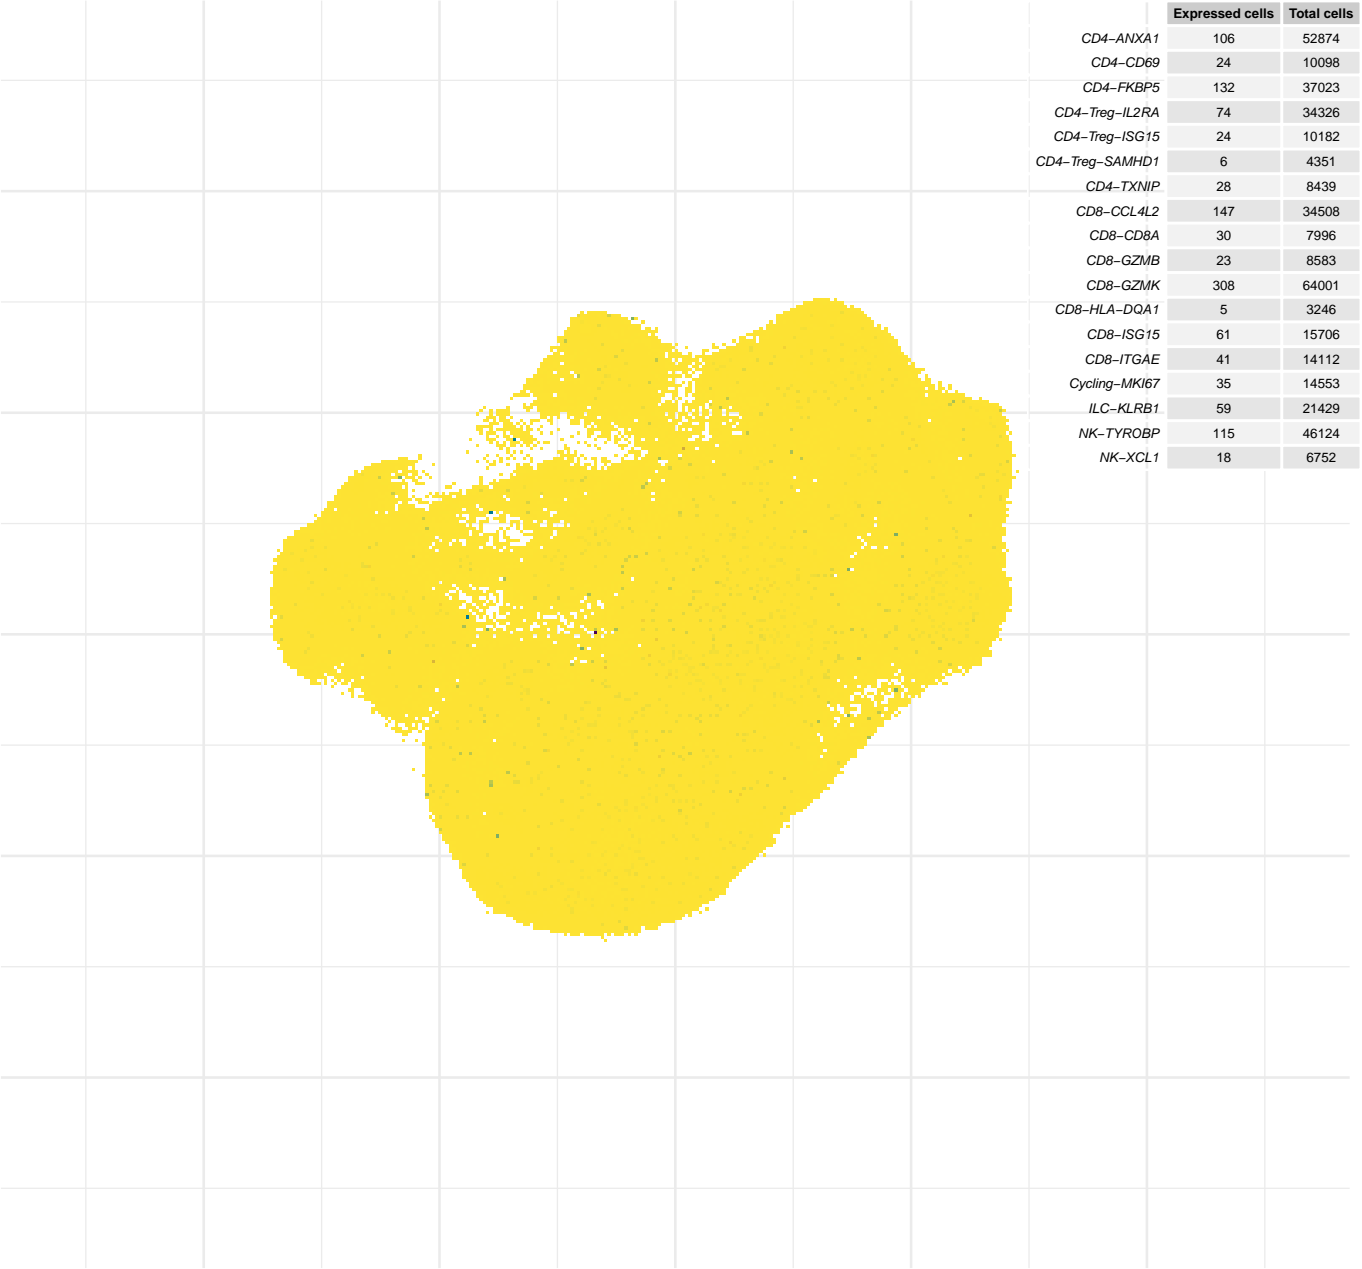 Expressed cells Total cells
CD4−ANXA1 106 52874
CD4−CD69 24 10098
CD4−FKBP5 132 37023
CD4−Treg−IL2RA 74 34326
CD4−Treg−ISG15 24 10182
CD4−Treg−SAMHD1 6 4351
CD4−TXNIP 28 8439
CD8−CCL4L2 147 34508
CD8−CD8A 30 7996
CD8−GZMB 23 8583
CD8−GZMK 308 64001
CD8−HLA−DQA1 5 3246
CD8−ISG15 61 15706
CD8−ITGAE 41 14112
Cycling−MKI67 35 14553
ILC−KLRB1 59 21429
NK−TYROBP 115 46124
NK−XCL1 18 6752